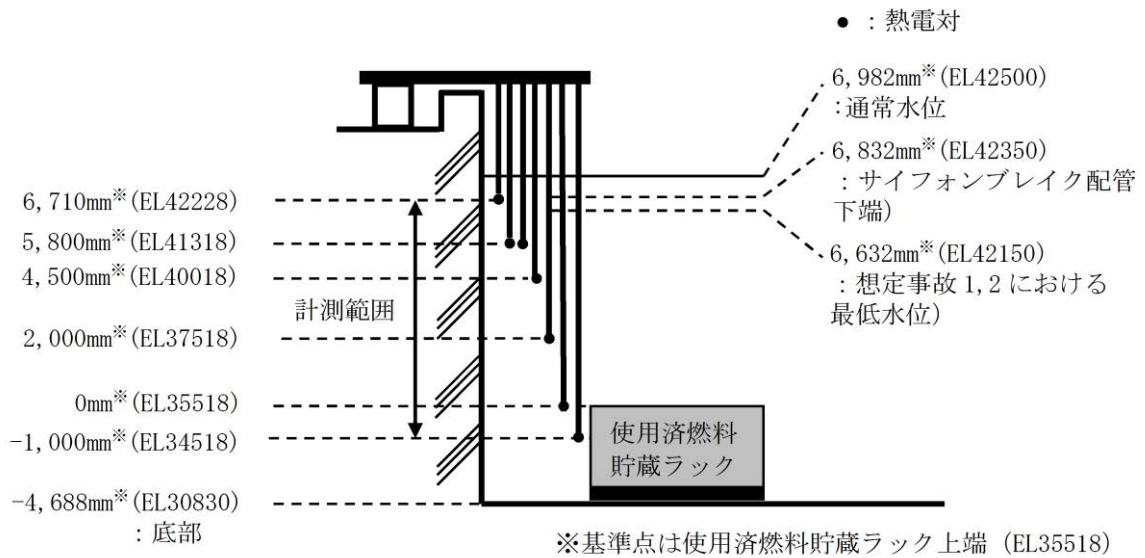 ● : 熱電対
6,982mm※(EL42500)
:通常水位
6,832mm※(EL42350)
: サイフォンブレイク配管
下端)
6,632mm※(EL42150)
: 想定事故 1,2 における
最低水位)
6,710mm※(EL42228)
5,800mm※(EL41318)
4,500mm※(EL40018)
計測範囲
2,000mm※(EL37518)
0mm※(EL35518)
-1,000mm※(EL34518)
使用済燃料
貯蔵ラック
-4,688mm※(EL30830)
: 底部
※基準点は使用済燃料貯蔵ラック上端 (EL35518)